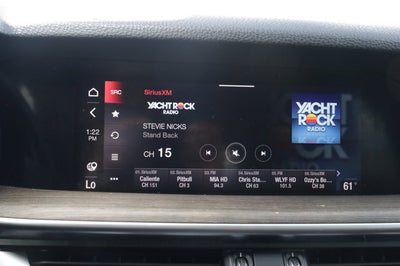 SRC
SiriusXM
YACHT ROCK
RADIO
STEVIE NICKS
Stand Back
CH 15
1:22
PM
YACHT
ROCK
RADIO
01.SiriusXM 02.SiriusXM 03.FM 04.SiriusXM 05.FM 06.SiriusXM
Caliente Pitbull MIA HD Chris Sta... WLYF HD Ozzy's Bo...
CH 151 CH 3 94.3 CH 63 101.5 CH 38
LO
61°